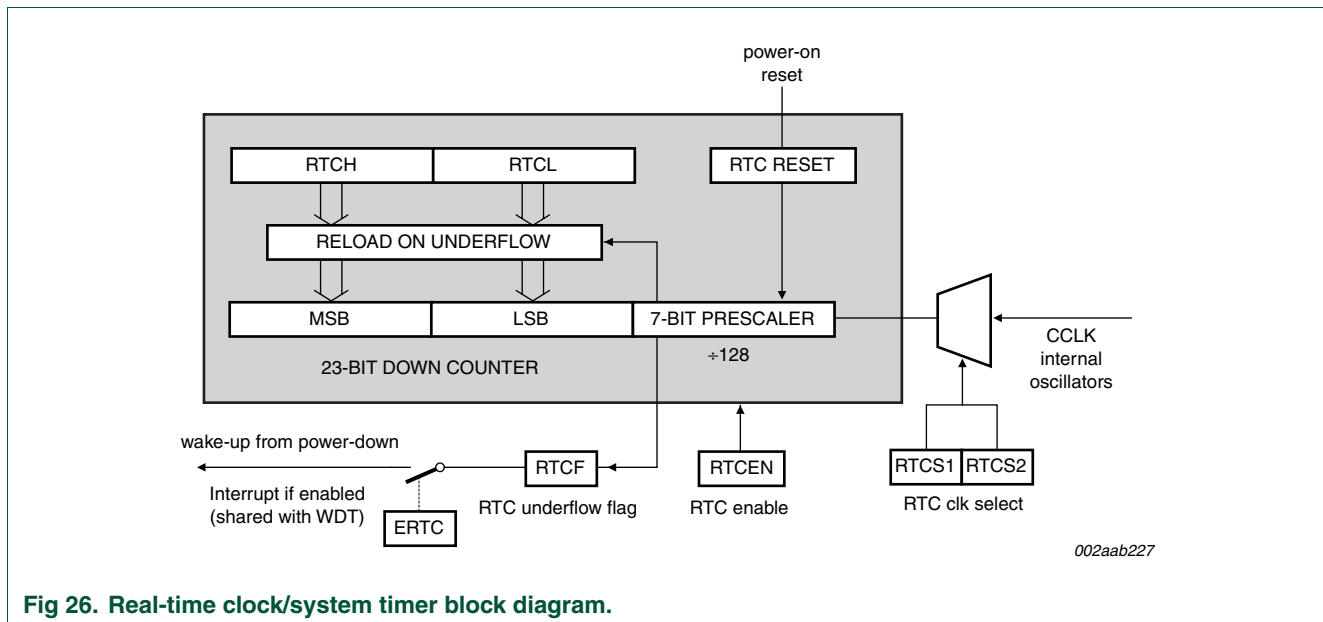 power-on
reset
RTCH
RTCL
RTC RESET
RELOAD ON UNDERFLOW
MSB
LSB
7-BIT PRESCALER
÷128
23-BIT DOWN COUNTER
CCLK
internal
oscillators
wake-up from power-down
RTCF
RTCEN
RTCS1
RTCS2
Interrupt if enabled
(shared with WDT)
RTC underflow flag
RTC enable
RTC clk select
ERTC
002aab227
Fig 26. Real-time clock/system timer block diagram.